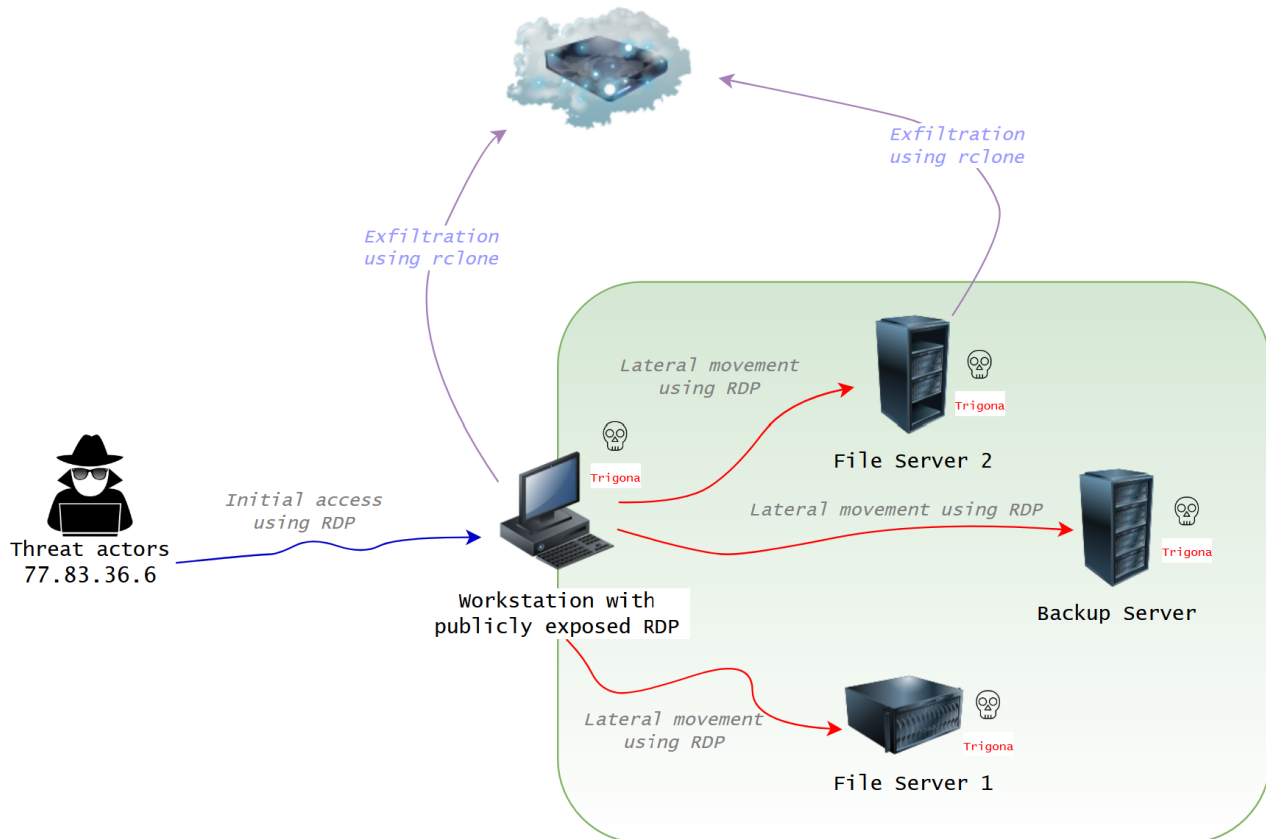 Exfiltration
using rclone
Exfiltration
using rclone
Lateral movement
using RDP
Trigona
File Server 2
Trigona
Initial access
using RDP
Lateral movement using RDP
Trigona
Threat actors
77.83.36.6
Workstation with
publicly exposed RDP
Backup Server
Lateral movement
using RDP
Trigona
File Server 1